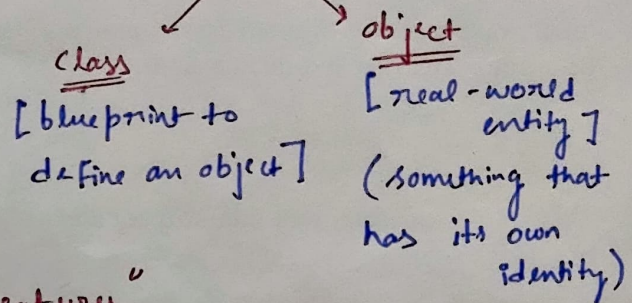 class
[blueprint to
define an object]
object
[real-world
entity]
(something that
has its own
identity)